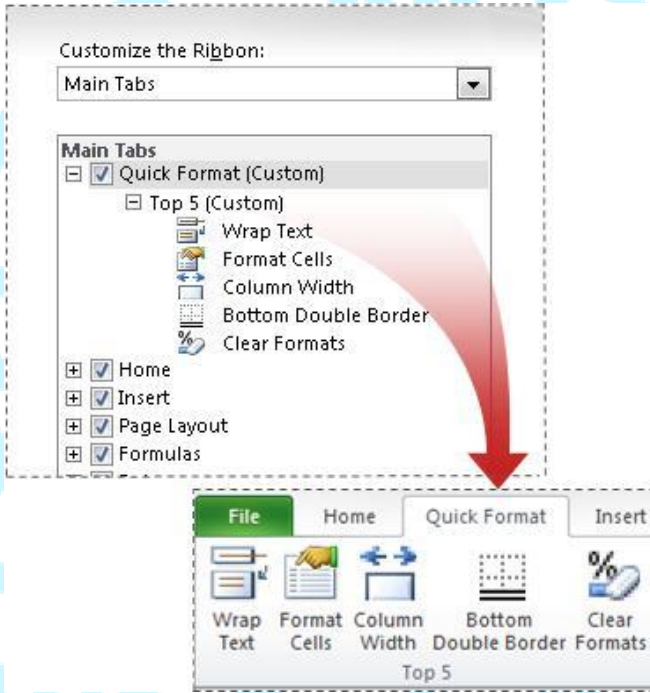 Customize the Ribbon:
Main Tabs
Main Tabs
Quick Format (Custom)
Top 5 (Custom)
Wrap Text
Format Cells
Column Width
Bottom Double Border
Clear Formats
Home
Insert
Page Layout
Formulas
File Home Quick Format Insert
Wrap Format Column Bottom Clear
Text Cells Width Double Border Formats
Top 5